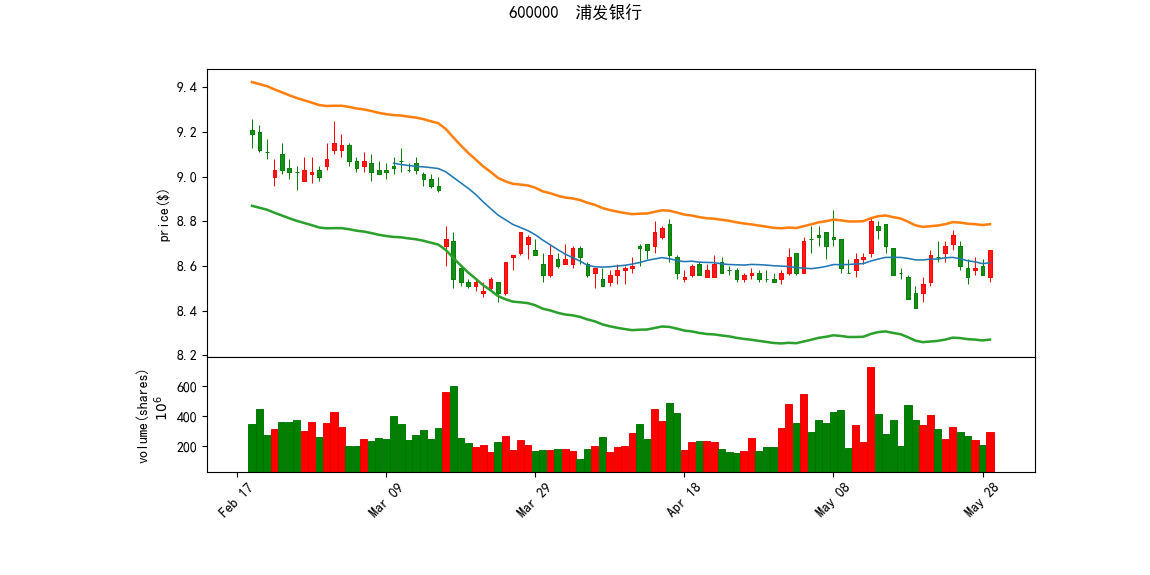 600000 浦发银行
price($)
9.4
9.2
9.0
8.8
8.6
8.4
8.2
volume(shares)
10^6
600
400
200
Feb 17
Mar 09
Mar 29
Apr 18
May 08
May 28